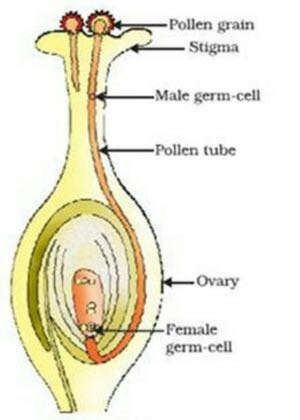 Pollen grain
Stigma
Male germ-cell
Pollen tube
Ovary
Female
germ-cell